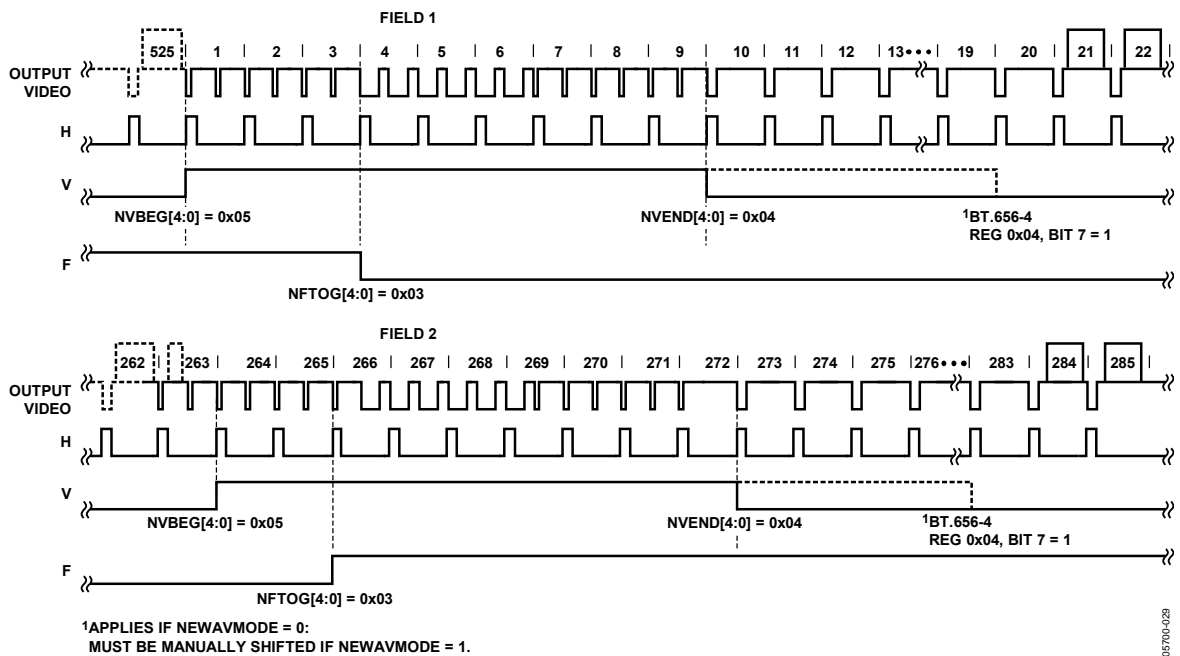 FIELD 1
525 1 2 3 4 5 6 7 8 9 10 11 12 13••• 19 20 21 22
OUTPUT
VIDEO
H
V
NVBEG[4:0] = 0x05 NVEND[4:0] = 0x04 1BT.656-4
REG 0x04, BIT 7 = 1
F
NFTOG[4:0] = 0x03
FIELD 2
262 263 264 265 266 267 268 269 270 271 272 273 274 275 276••• 283 284 285
OUTPUT
VIDEO
H
V
NVBEG[4:0] = 0x05 NVEND[4:0] = 0x04 1BT.656-4
REG 0x04, BIT 7 = 1
F
NFTOG[4:0] = 0x03
1APPLIES IF NEWAVMODE = 0:
MUST BE MANUALLY SHIFTED IF NEWAVMODE = 1.
05700-029